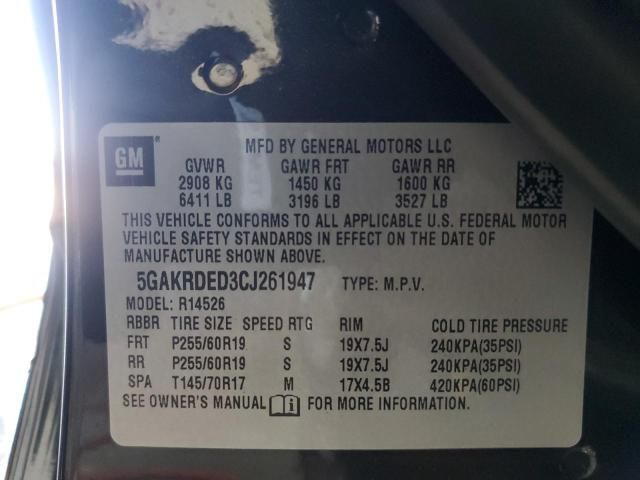 GM
MFD BY GENERAL MOTORS LLC
GVWR GAWR FRT GAWR RR
2908 KG 1450 KG 1600 KG
6411 LB 3196 LB 3527 LB
THIS VEHICLE CONFORMS TO ALL APPLICABLE U.S. FEDERAL MOTOR
VEHICLE SAFETY STANDARDS IN EFFECT ON THE DATE OF
MANUFACTURE SHOWN ABOVE.
5GAKRDED3CJ261947 TYPE: M.P.V.
MODEL: R14526
RBBR TIRE SIZE SPEED RTG RIM COLD TIRE PRESSURE
FRT P255/60R19 S 19X7.5J 240KPA(35PSI)
RR P255/60R19 S 19X7.5J 240KPA(35PSI)
SPA T145/70R17 M 17X4.5B 420KPA(60PSI)
SEE OWNER'S MANUAL FOR MORE INFORMATION.